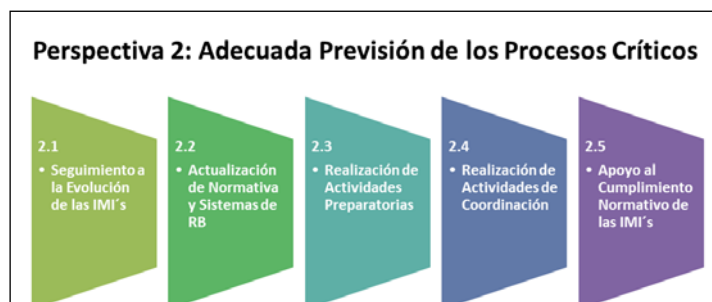 Perspectiva 2: Adecuada Previsión de los Procesos Críticos
2.1
• Seguimiento a
la Evolución
de las IMI´s
2.2
• Actualización
de Normativa
y Sistemas de
RB
2.3
• Realización de
Actividades
Preparatorias
2.4
• Realización de
Actividades de
Coordinación
2.5
• Apoyo al
Cumplimiento
Normativo de
las IMI´s